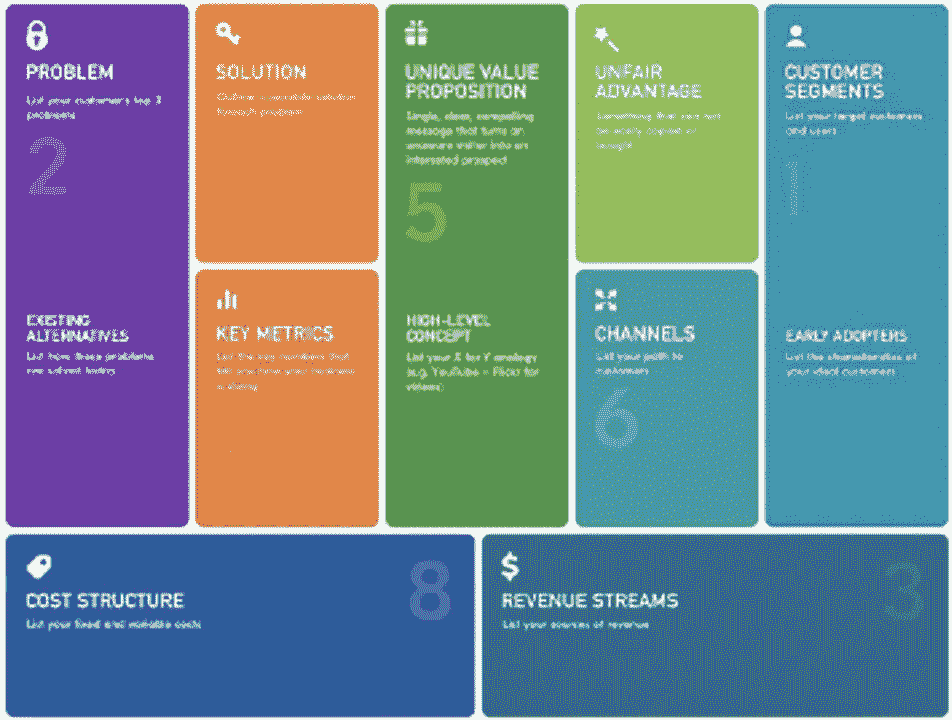 PROBLEM
List your customer's top 3
problems
2
EXISTING
ALTERNATIVES
List how these problems
are solved today
SOLUTION
Outline a possible solution
for each problem
KEY METRICS
List the key numbers that
tell you how your business
is doing
UNIQUE VALUE
PROPOSITION
Single, clear, compelling
message that turns an
unaware visitor into an
interested prospect
5
HIGH-LEVEL
CONCEPT
List your X for Y analogy
(e.g. YouTube = Flickr for
videos)
UNFAIR
ADVANTAGE
Something that can not
be easily copied or
bought
CHANNELS
List your path to
customers
6
CUSTOMER
SEGMENTS
List your target customers
and users
1
EARLY ADOPTERS
List the characteristics of
your ideal customers
COST STRUCTURE
8
List your fixed and variable costs
REVENUE STREAMS
List your sources of revenue